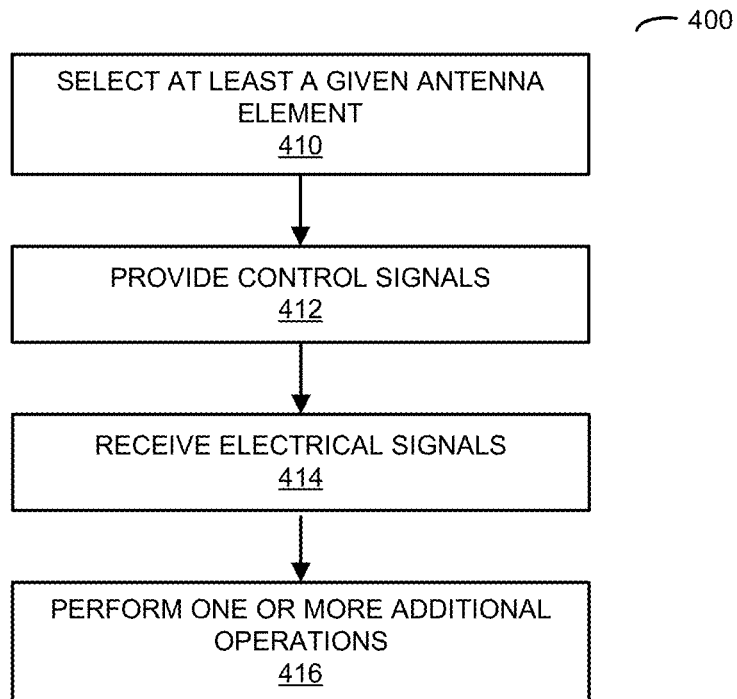 400
SELECT AT LEAST A GIVEN ANTENNA
ELEMENT
410
PROVIDE CONTROL SIGNALS
412
RECEIVE ELECTRICAL SIGNALS
414
PERFORM ONE OR MORE ADDITIONAL
OPERATIONS
416